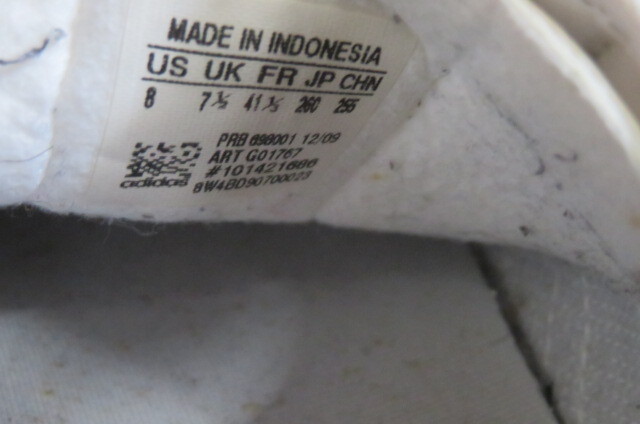 MADE IN INDONESIA
US UK FR JP CHN
8 7½ 41⅓ 260 255
PRB 698001 12/09
ART G01767
#101421686
adidas 8W4BD90700023